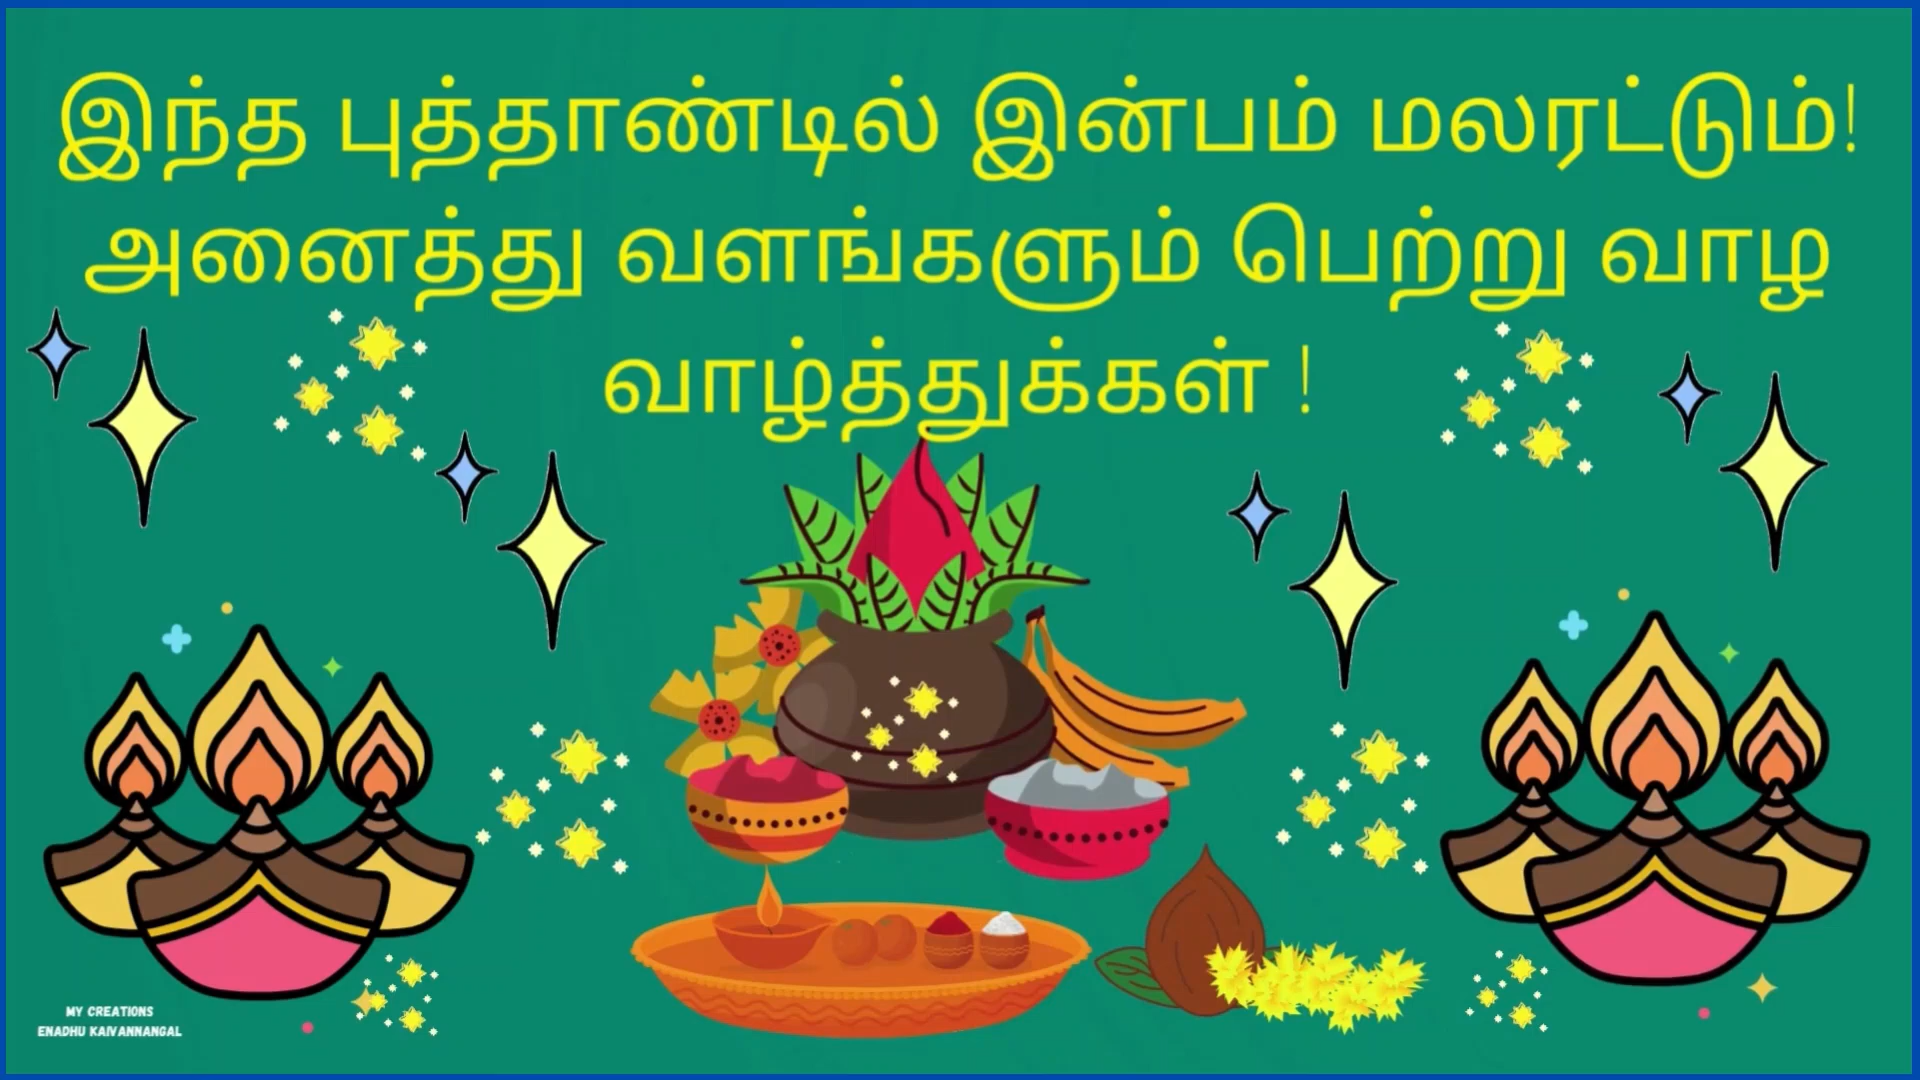 இந்த புத்தாண்டில் இன்பம் மலரட்டும்!
அனைத்து வளங்களும் பெற்று வாழ
வாழ்த்துக்கள் !
MY CREATIONS
ENADHU KAIVANNANGAL